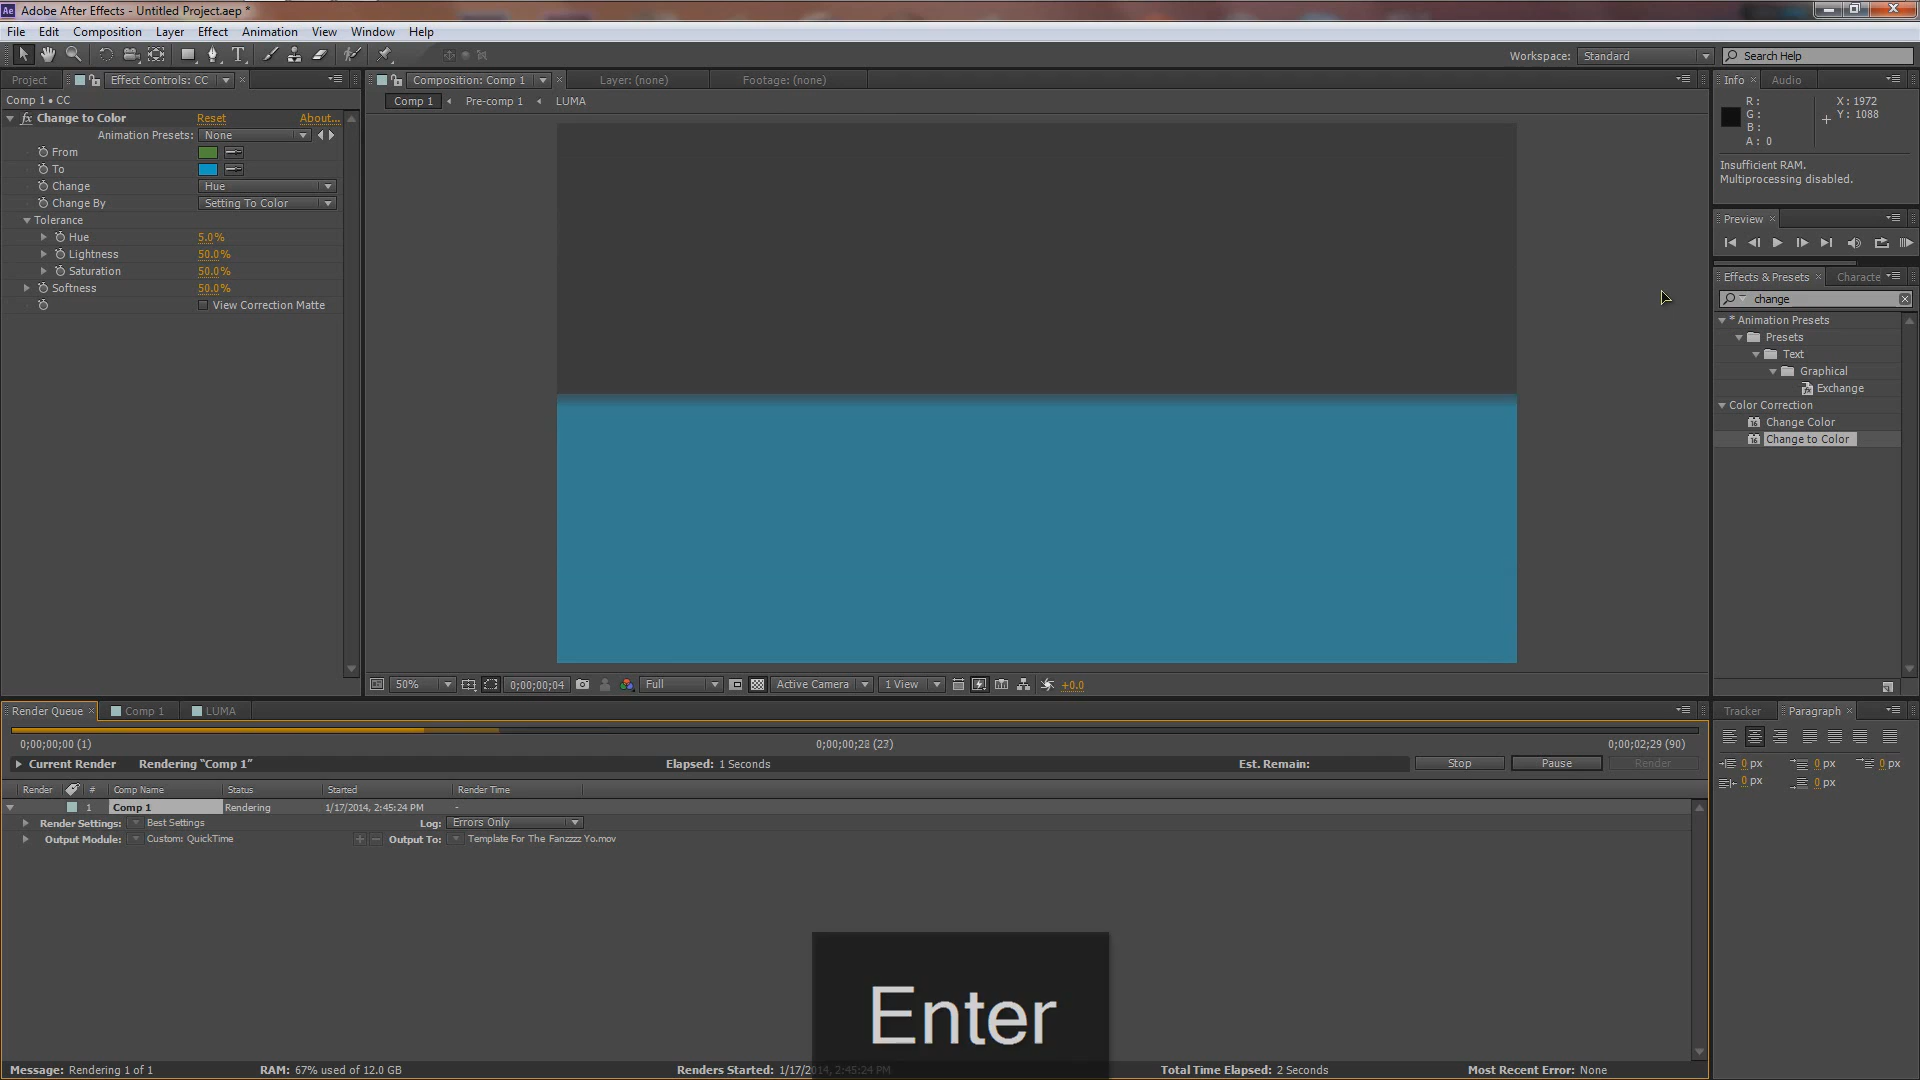 Adobe After Effects - Untitled Project.aep *
File Edit Composition Layer Effect Animation View Window Help
Workspace: Standard Search Help
Project Effect Controls: CC
Comp 1 • CC
fx Change to Color Reset About...
Animation Presets: None
From
To
Change Hue
Change By Setting To Color
Tolerance
Hue 5.0%
Lightness 50.0%
Saturation 50.0%
Softness 50.0%
View Correction Matte
Composition: Comp 1 Layer: (none) Footage: (none)
Comp 1 Pre-comp 1 LUMA
50% 0;00;00;04 Full Active Camera 1 View +0.0
Info Audio
R: X: 1972
G: Y: 1088
B:
A: 0
Insufficient RAM.
Multiprocessing disabled.
Preview
Effects & Presets Characte
change
* Animation Presets
Presets
Text
Graphical
Exchange
Color Correction
Change Color
Change to Color
Render Queue Comp 1 LUMA
0;00;00;00 (1) 0;00;00;28 (27) 0;00;02;29 (90)
Current Render Rendering "Comp 1" Elapsed: 1 Seconds Est. Remain: Stop Pause Render
Render # Comp Name Status Started Render Time
1 Comp 1 Rendering 1/17/2014, 2:45:24 PM -
Render Settings: Best Settings Log: Errors Only
Output Module: Custom: QuickTime Output To: Template For The Fanzzzz Yo.mov
Tracker Paragraph
0 px 0 px 0 px
0 px 0 px
Enter
Message: Rendering 1 of 1 RAM: 67% used of 12.0 GB Renders Started: 1/17/2014, 2:45:24 PM Total Time Elapsed: 2 Seconds Most Recent Error: None